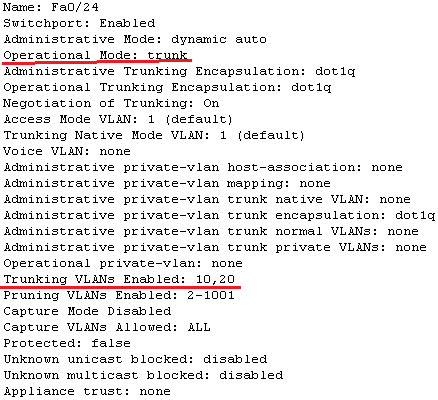 Name: Fa0/24
Switchport: Enabled
Administrative Mode: dynamic auto
Operational Mode: trunk
Administrative Trunking Encapsulation: dot1q
Operational Trunking Encapsulation: dot1q
Negotiation of Trunking: On
Access Mode VLAN: 1 (default)
Trunking Native Mode VLAN: 1 (default)
Voice VLAN: none
Administrative private-vlan host-association: none
Administrative private-vlan mapping: none
Administrative private-vlan trunk native VLAN: none
Administrative private-vlan trunk encapsulation: dot1q
Administrative private-vlan trunk normal VLANs: none
Administrative private-vlan trunk private VLANs: none
Operational private-vlan: none
Trunking VLANs Enabled: 10,20
Pruning VLANs Enabled: 2-1001
Capture Mode Disabled
Capture VLANs Allowed: ALL
Protected: false
Unknown unicast blocked: disabled
Unknown multicast blocked: disabled
Appliance trust: none